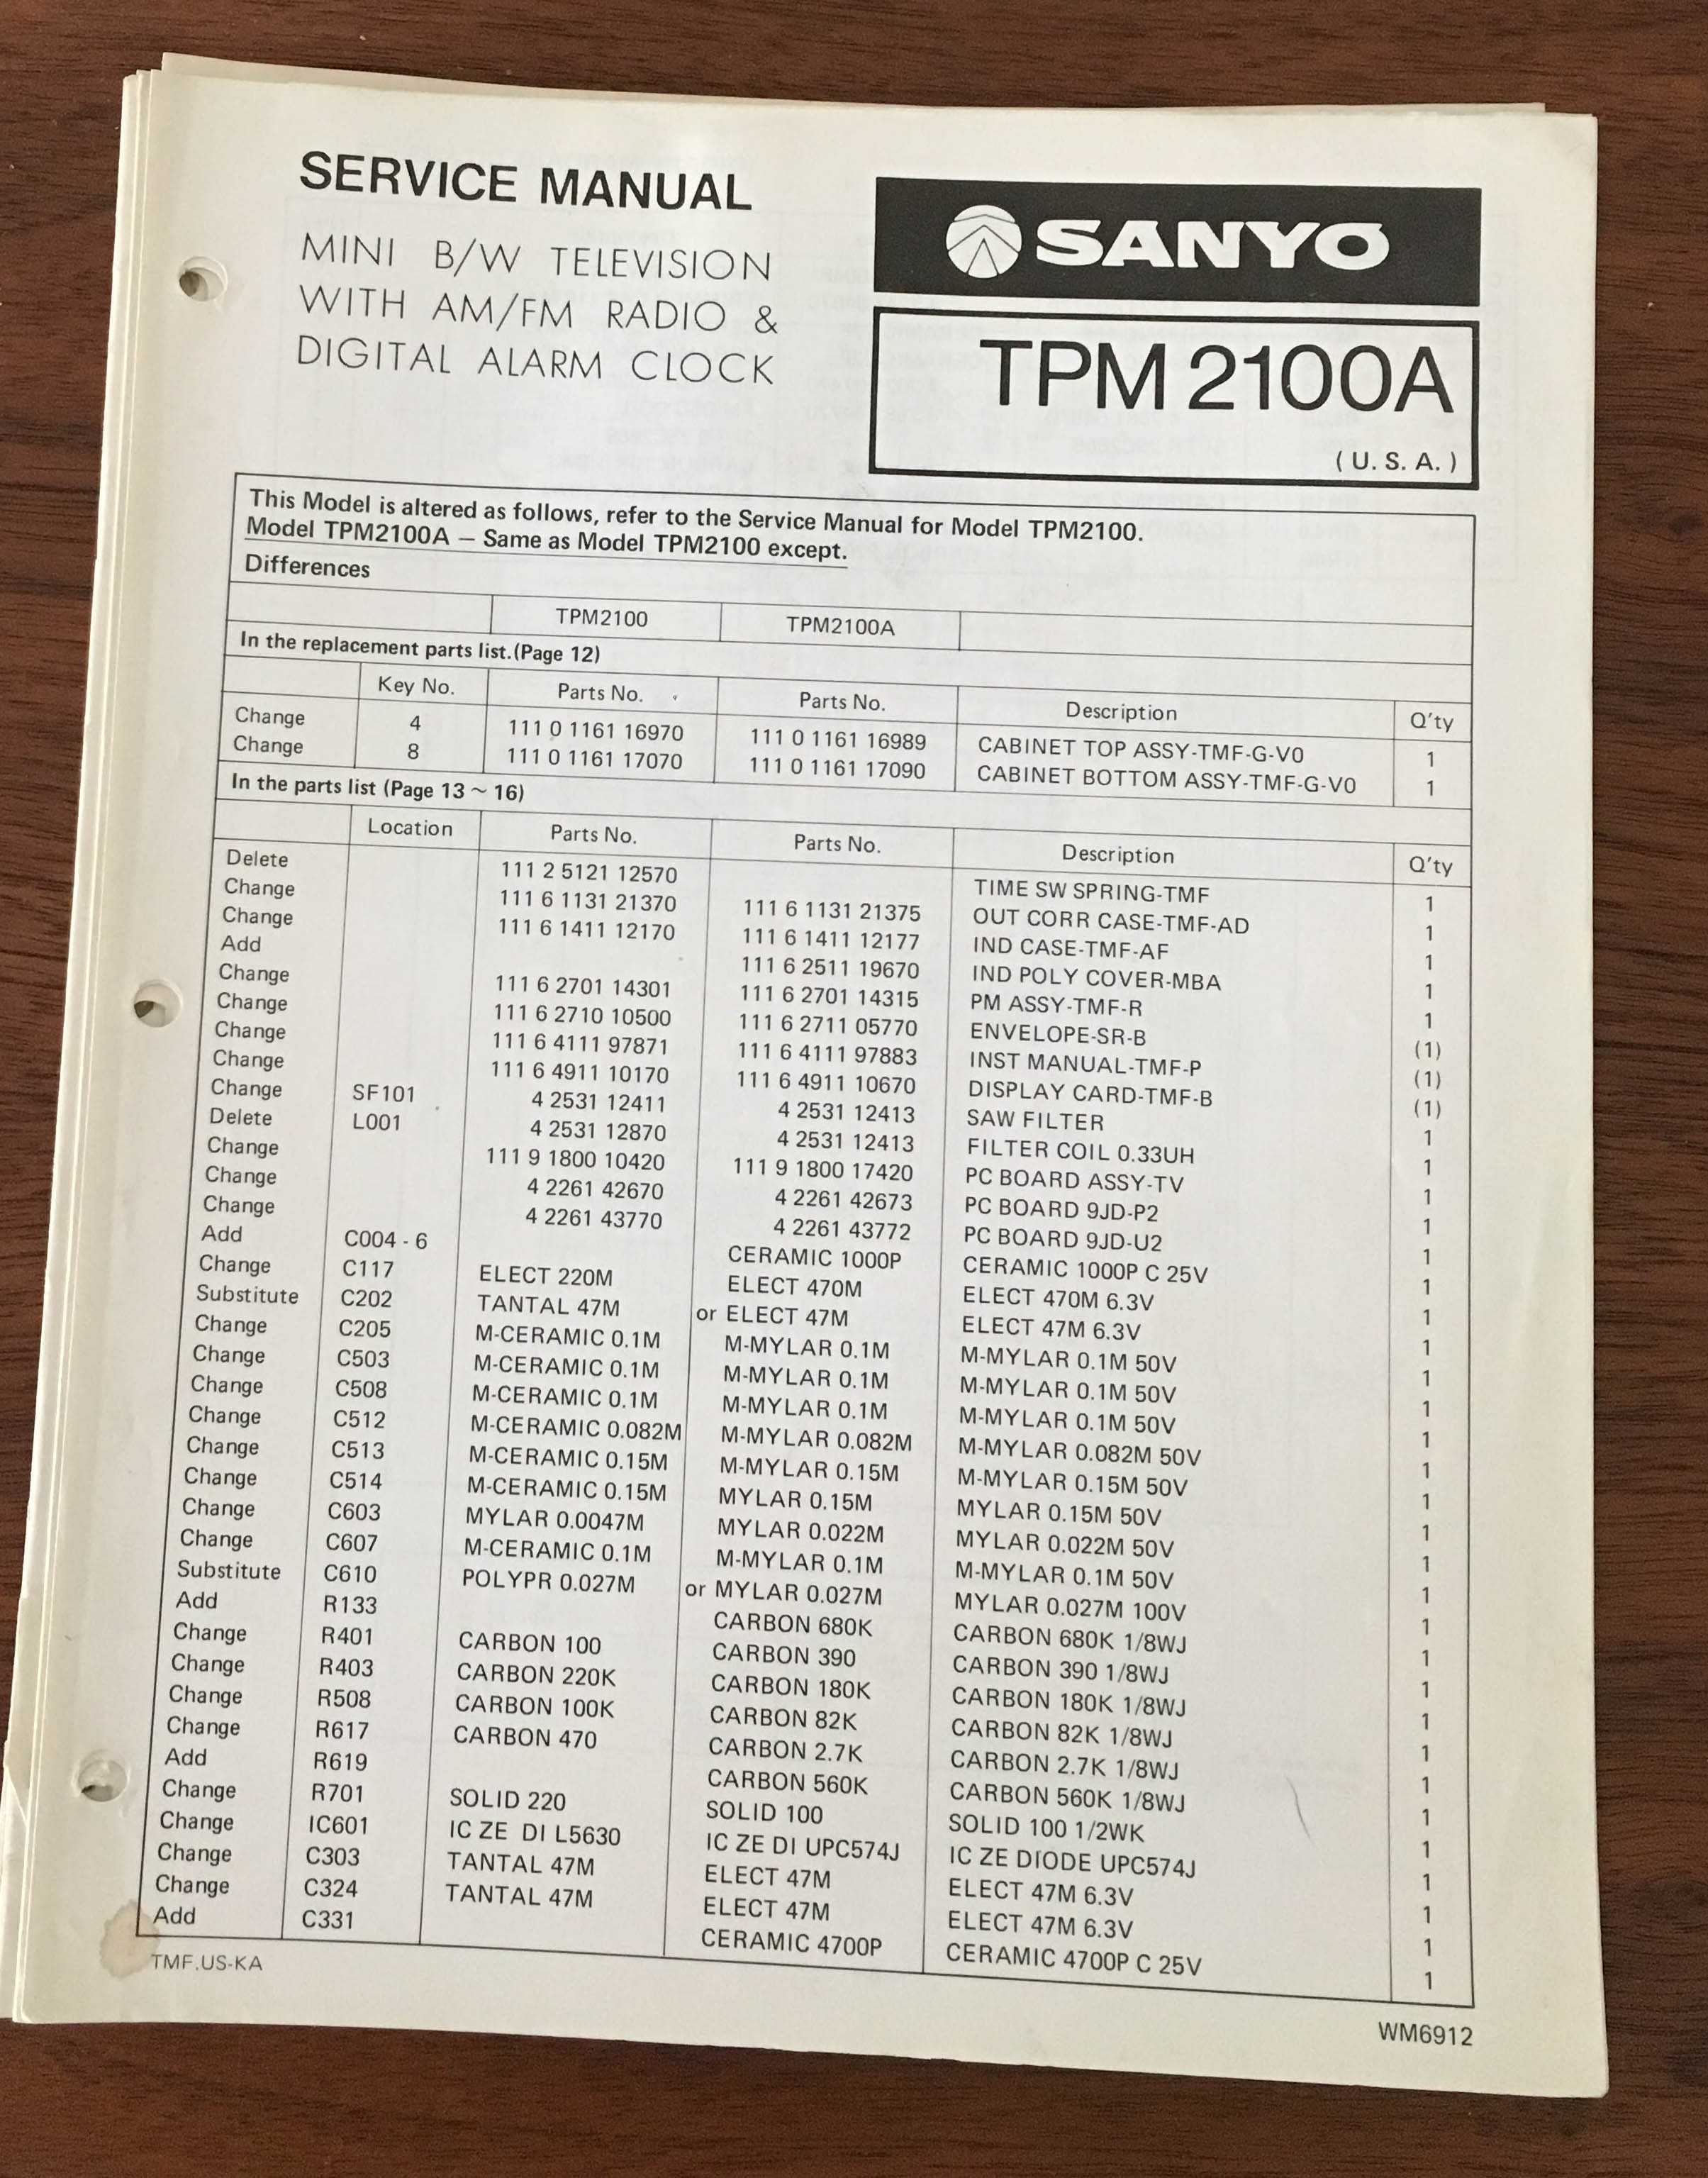 SERVICE MANUAL
MINI B/W TELEVISION
WITH AM/FM RADIO &
DIGITAL ALARM CLOCK
SANYO
TPM 2100A
( U. S. A. )
This Model is altered as follows, refer to the Service Manual for Model TPM2100.
Model TPM2100A — Same as Model TPM2100 except.
Differences
TPM2100 TPM2100A
In the replacement parts list.(Page 12)
Key No. Parts No. Parts No. Description Q'ty
Change 4 111 0 1161 16970 111 0 1161 16989 CABINET TOP ASSY-TMF-G-V0 1
Change 8 111 0 1161 17070 111 0 1161 17090 CABINET BOTTOM ASSY-TMF-G-V0 1
In the parts list (Page 13 ~ 16)
Location Parts No. Parts No. Description Q'ty
Delete 111 2 5121 12570 TIME SW SPRING-TMF 1
Change 111 6 1131 21370 111 6 1131 21375 OUT CORR CASE-TMF-AD 1
Change 111 6 1411 12170 111 6 1411 12177 IND CASE-TMF-AF 1
Add 111 6 2511 19670 IND POLY COVER-MBA 1
Change 111 6 2701 14301 111 6 2701 14315 PM ASSY-TMF-R 1
Change 111 6 2710 10500 111 6 2711 05770 ENVELOPE-SR-B (1)
Change 111 6 4111 97871 111 6 4111 97883 INST MANUAL-TMF-P (1)
Change 111 6 4911 10170 111 6 4911 10670 DISPLAY CARD-TMF-B (1)
Change SF101 4 2531 12411 4 2531 12413 SAW FILTER 1
Delete L001 4 2531 12870 4 2531 12413 FILTER COIL 0.33UH 1
Change 111 9 1800 10420 111 9 1800 17420 PC BOARD ASSY-TV 1
Change 4 2261 42670 4 2261 42673 PC BOARD 9JD-P2 1
Change 4 2261 43770 4 2261 43772 PC BOARD 9JD-U2 1
Add C004 - 6 CERAMIC 1000P CERAMIC 1000P C 25V 1
Change C117 ELECT 220M ELECT 470M ELECT 470M 6.3V 1
Substitute C202 TANTAL 47M or ELECT 47M ELECT 47M 6.3V 1
Change C205 M-CERAMIC 0.1M M-MYLAR 0.1M M-MYLAR 0.1M 50V 1
Change C503 M-CERAMIC 0.1M M-MYLAR 0.1M M-MYLAR 0.1M 50V 1
Change C508 M-CERAMIC 0.1M M-MYLAR 0.1M M-MYLAR 0.1M 50V 1
Change C512 M-CERAMIC 0.082M M-MYLAR 0.082M M-MYLAR 0.082M 50V 1
Change C513 M-CERAMIC 0.15M M-MYLAR 0.15M M-MYLAR 0.15M 50V 1
Change C514 M-CERAMIC 0.15M MYLAR 0.15M MYLAR 0.15M 50V 1
Change C603 MYLAR 0.0047M MYLAR 0.022M MYLAR 0.022M 50V 1
Change C607 M-CERAMIC 0.1M M-MYLAR 0.1M M-MYLAR 0.1M 50V 1
Substitute C610 POLYPR 0.027M or MYLAR 0.027M MYLAR 0.027M 100V 1
Add R133 CARBON 680K CARBON 680K 1/8WJ 1
Change R401 CARBON 100 CARBON 390 CARBON 390 1/8WJ 1
Change R403 CARBON 220K CARBON 180K CARBON 180K 1/8WJ 1
Change R508 CARBON 100K CARBON 82K CARBON 82K 1/8WJ 1
Change R617 CARBON 470 CARBON 2.7K CARBON 2.7K 1/8WJ 1
Add R619 CARBON 560K CARBON 560K 1/8WJ 1
Change R701 SOLID 220 SOLID 100 SOLID 100 1/2WK 1
Change IC601 IC ZE DI L5630 IC ZE DI UPC574J IC ZE DIODE UPC574J 1
Change C303 TANTAL 47M ELECT 47M ELECT 47M 6.3V 1
Change C324 TANTAL 47M ELECT 47M ELECT 47M 6.3V 1
Add C331 CERAMIC 4700P CERAMIC 4700P C 25V 1
TMF.US-KA
WM6912